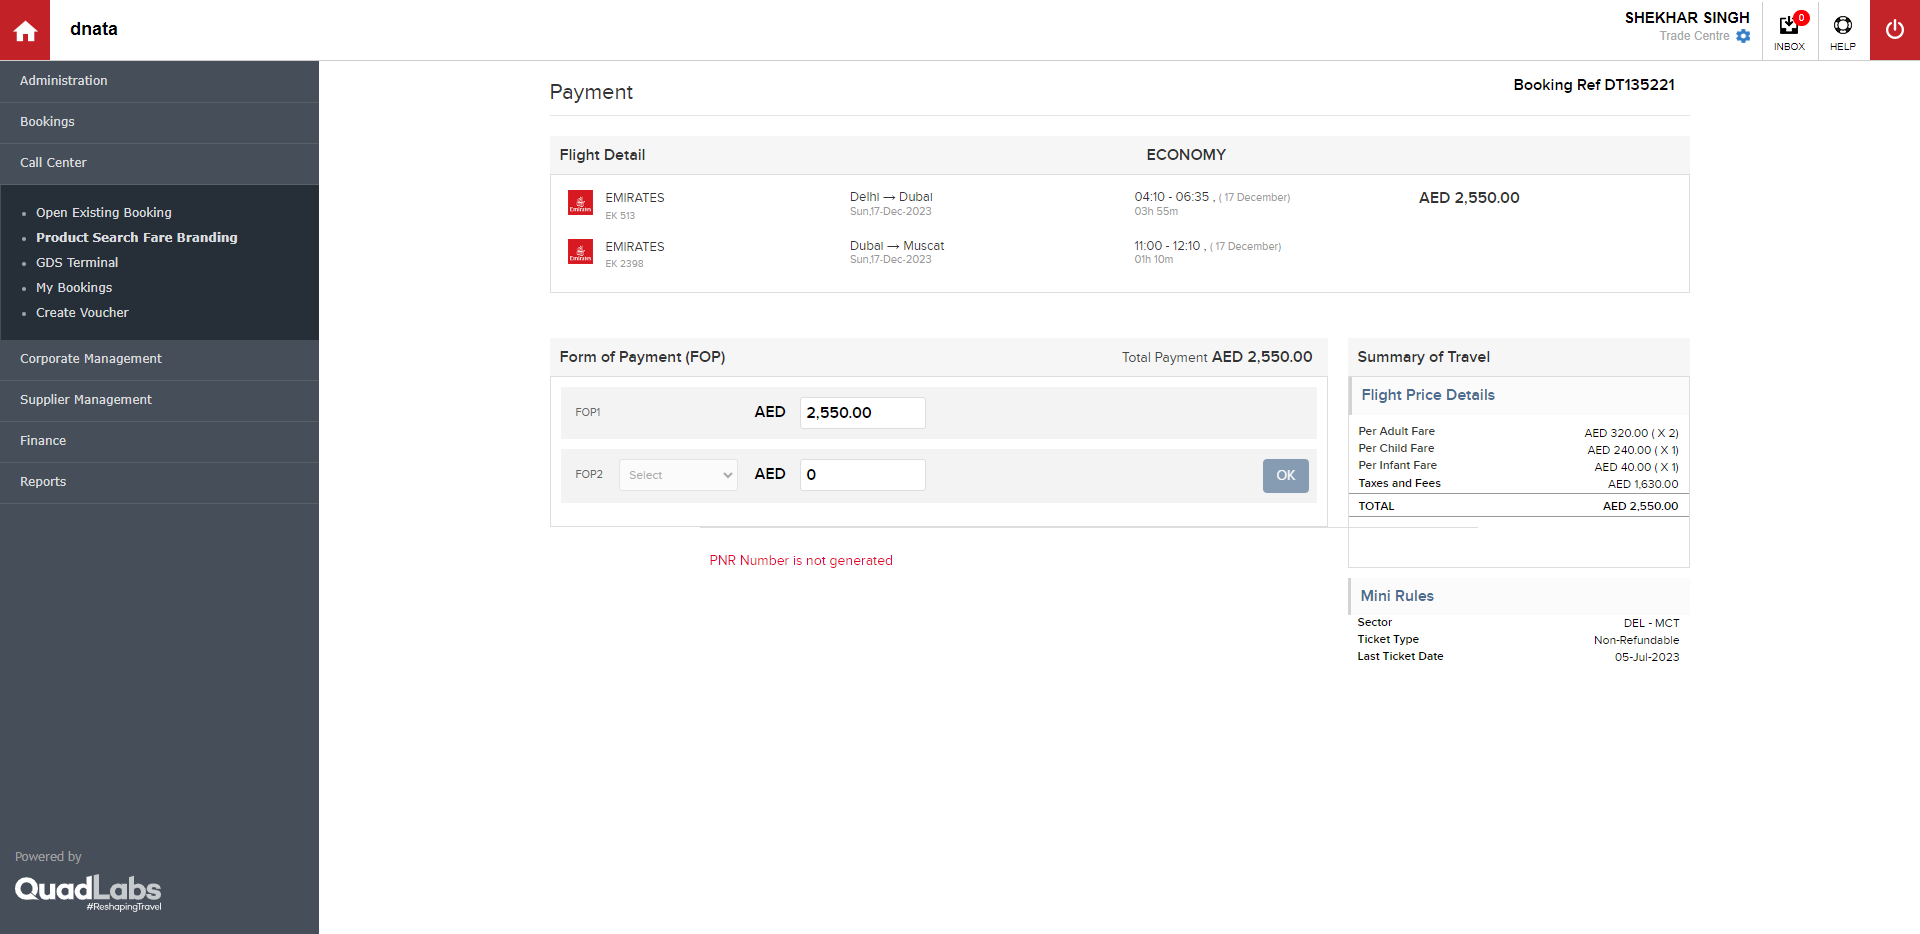 dnata
SHEKHAR SINGH
Trade Centre
0
INBOX
HELP
Administration
Bookings
Call Center
Open Existing Booking
Product Search Fare Branding
GDS Terminal
My Bookings
Create Voucher
Corporate Management
Supplier Management
Finance
Reports
Powered by
QuadLabs
#ReshapingTravel
Payment
Booking Ref DT135221
Flight Detail ECONOMY
Emirates EMIRATES Delhi → Dubai 04:10 - 06:35 , ( 17 December) AED 2,550.00
EK 513 Sun,17-Dec-2023 03h 55m
Emirates EMIRATES Dubai → Muscat 11:00 - 12:10 , ( 17 December)
EK 2398 Sun,17-Dec-2023 01h 10m
Form of Payment (FOP) Total Payment AED 2,550.00
FOP1 AED 2,550.00
FOP2 Select AED 0 OK
PNR Number is not generated
Summary of Travel
Flight Price Details
Per Adult Fare AED 320.00 ( X 2)
Per Child Fare AED 240.00 ( X 1)
Per Infant Fare AED 40.00 ( X 1)
Taxes and Fees AED 1,630.00
TOTAL AED 2,550.00
Mini Rules
Sector DEL - MCT
Ticket Type Non-Refundable
Last Ticket Date 05-Jul-2023